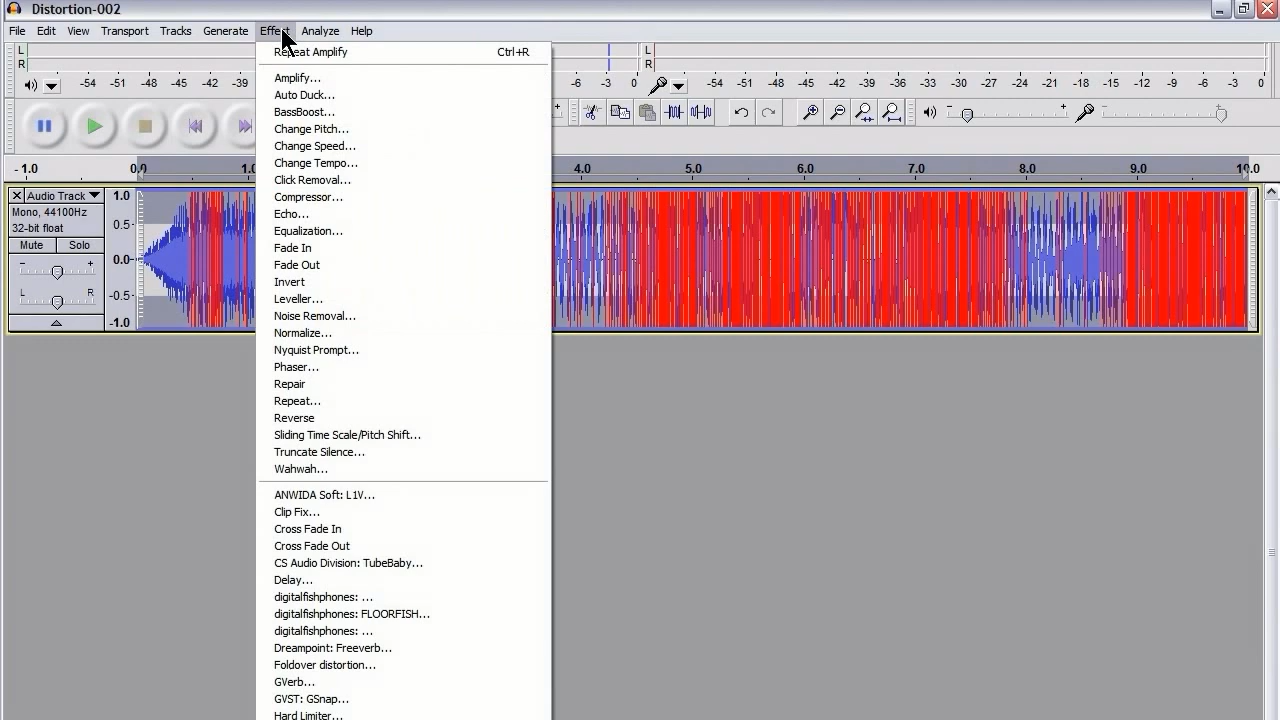 Distortion-002
File Edit View Transport Tracks Generate Effect Analyze Help
Repeat Amplify Ctrl+R
Amplify...
Auto Duck...
BassBoost...
Change Pitch...
Change Speed...
Change Tempo...
Click Removal...
Compressor...
Echo...
Equalization...
Fade In
Fade Out
Invert
Leveller...
Noise Removal...
Normalize...
Nyquist Prompt...
Phaser...
Repair
Repeat...
Reverse
Sliding Time Scale/Pitch Shift...
Truncate Silence...
Wahwah...
ANWIDA Soft: L1V...
Clip Fix...
Cross Fade In
Cross Fade Out
CS Audio Division: TubeBaby...
Delay...
digitalfishphones: ...
digitalfishphones: FLOORFISH...
digitalfishphones: ...
Dreampoint: Freeverb...
Foldover distortion...
GVerb...
GVST: GSnap...
Hard Limiter...
L L
R R
-54 -51 -48 -45 -42 -39 -6 -3 0 -54 -51 -48 -45 -42 -39 -36 -33 -30 -27 -24 -21 -18 -15 -12 -9 -6 -3 0
- + - +
- 1.0 0.0 1.0 4.0 5.0 6.0 7.0 8.0 9.0 10.0
Audio Track
Mono, 44100Hz
32-bit float
Mute Solo
- +
L R
1.0
0.5-
0.0-
-0.5-
-1.0